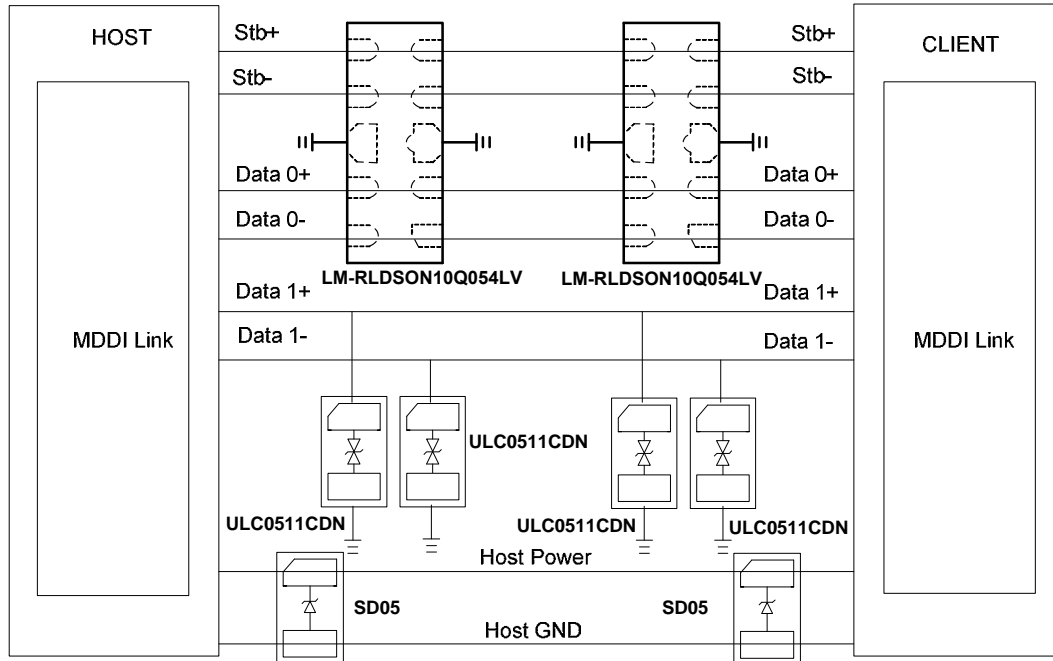 HOST
CLIENT
Stb+
Stb+
Stb-
Stb-
Data 0+
Data 0+
Data 0-
Data 0-
LM-RLDSON10Q054LV
LM-RLDSON10Q054LV
Data 1+
Data 1+
MDDI Link
Data 1-
Data 1-
MDDI Link
ULC0511CDN
ULC0511CDN
ULC0511CDN
ULC0511CDN
Host Power
SD05
SD05
Host GND